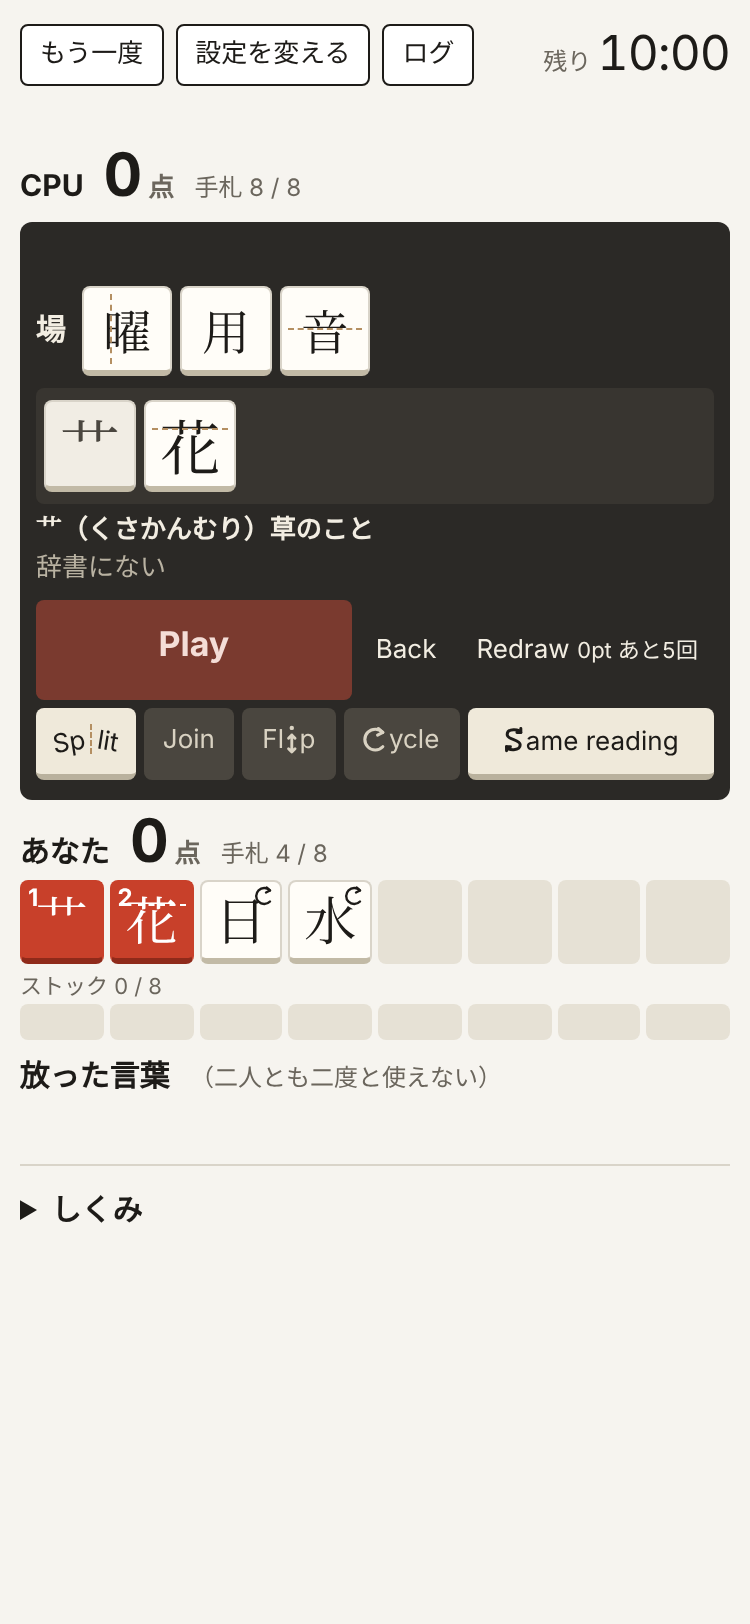 もう一度 設定を変える ログ 残り 10:00
CPU 0 点 手札 8 / 8
場 曜 用 音
艹 花
艹（くさかんむり）草のこと
辞書にない
Play Back Redraw 0pt あと5回
Split Join Flip Cycle Same reading
あなた 0 点 手札 4 / 8
1 艹 2 花 日 水
ストック 0 / 8
放った言葉 （二人とも二度と使えない）
▶ しくみ